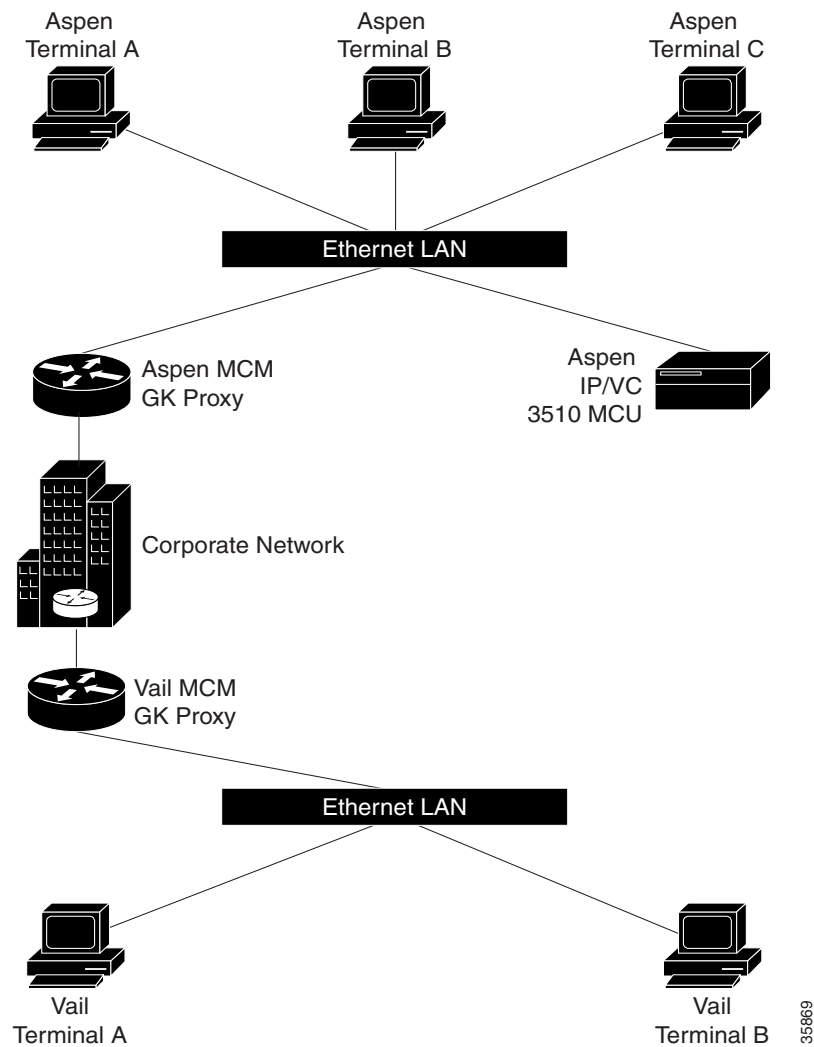 Aspen
Terminal A
Aspen
Terminal B
Aspen
Terminal C
Ethernet LAN
Aspen MCM
GK Proxy
Aspen
IP/VC
3510 MCU
Corporate Network
Vail MCM
GK Proxy
Ethernet LAN
Vail
Terminal A
Vail
Terminal B
35869